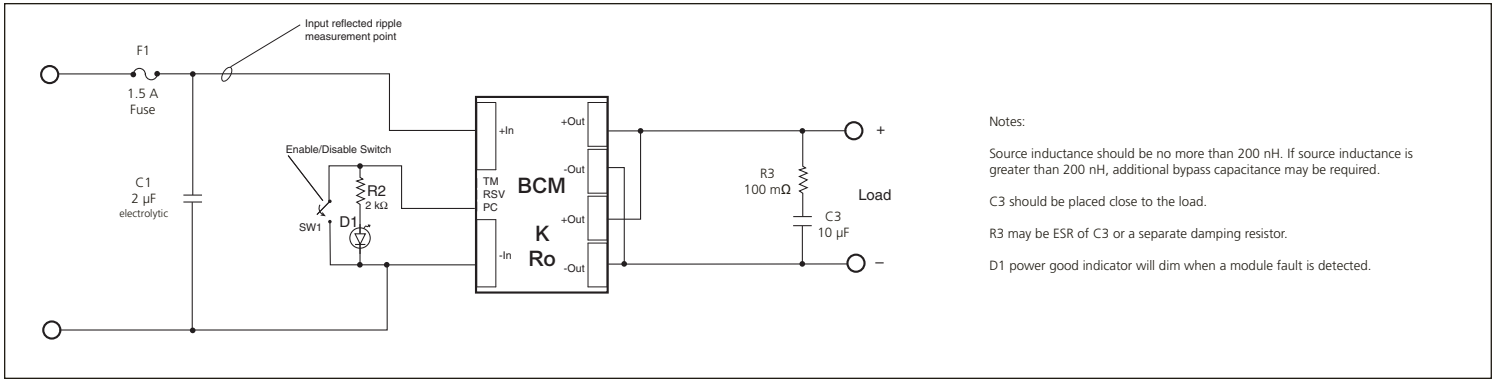 Input reflected ripple
measurement point
F1
1.5 A
Fuse
C1
2 µF
electrolytic
Enable/Disable Switch
SW1
R2
2 kΩ
D1
+In
TM
RSV
PC
-In
BCM
K
Ro
+Out
-Out
+Out
-Out
R3
100 mΩ
C3
10 µF
+
Load
–
Notes:
Source inductance should be no more than 200 nH. If source inductance is
greater than 200 nH, additional bypass capacitance may be required.
C3 should be placed close to the load.
R3 may be ESR of C3 or a separate damping resistor.
D1 power good indicator will dim when a module fault is detected.